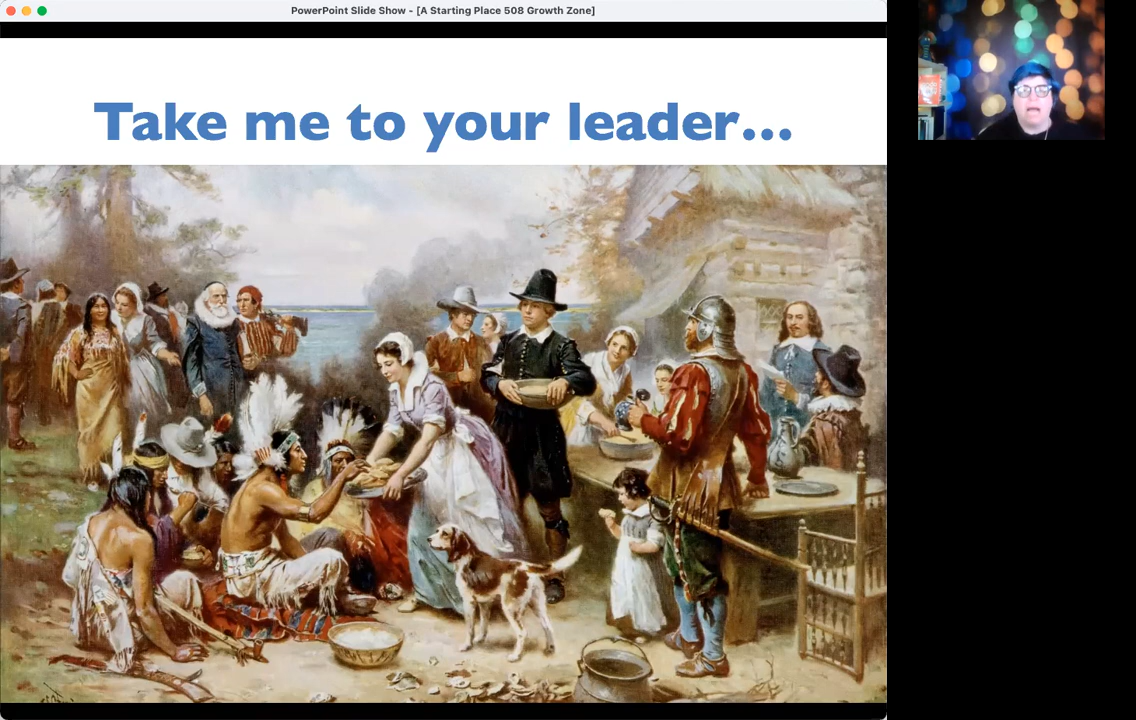 PowerPoint Slide Show - [A Starting Place 508 Growth Zone]
Take me to your leader...